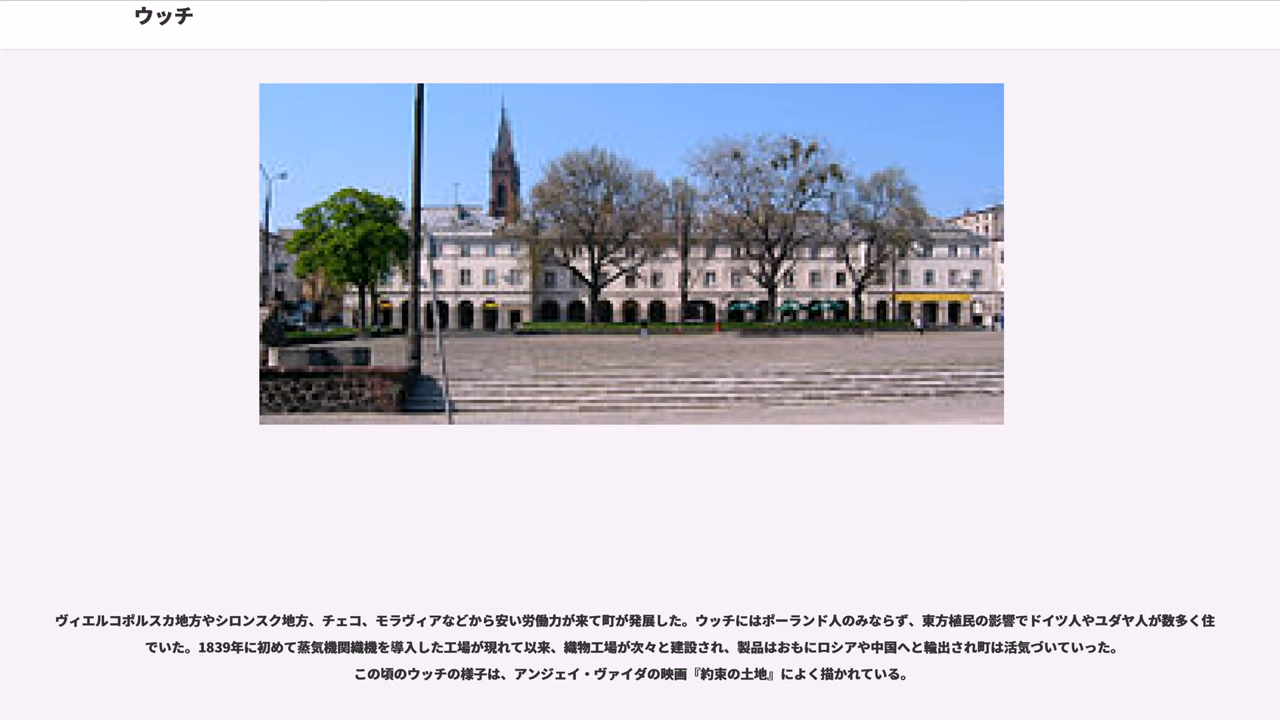 ウッチ
ヴィエルコポルスカ地方やシロンスク地方、チェコ、モラヴィアなどから安い労働力が来て町が発展した。ウッチにはポーランド人のみならず、東方植民の影響でドイツ人やユダヤ人が数多く住
でいた。1839年に初めて蒸気機関織機を導入した工場が現れて以来、織物工場が次々と建設され、製品はおもにロシアや中国へと輸出され町は活気づいていった。
この頃のウッチの様子は、アンジェイ・ヴァイダの映画『約束の土地』によく描かれている。